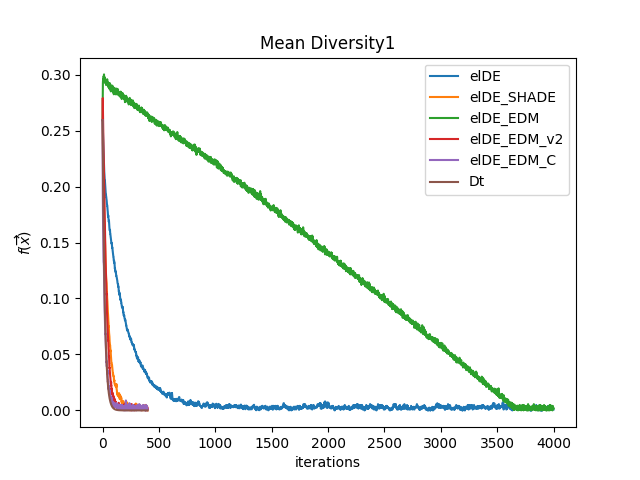 Mean Diversity1
0.30
0.25
0.20
0.15
0.10
0.05
0.00
f(x⃗)
0 500 1000 1500 2000 2500 3000 3500 4000
iterations
elDE
elDE_SHADE
elDE_EDM
elDE_EDM_v2
elDE_EDM_C
Dt